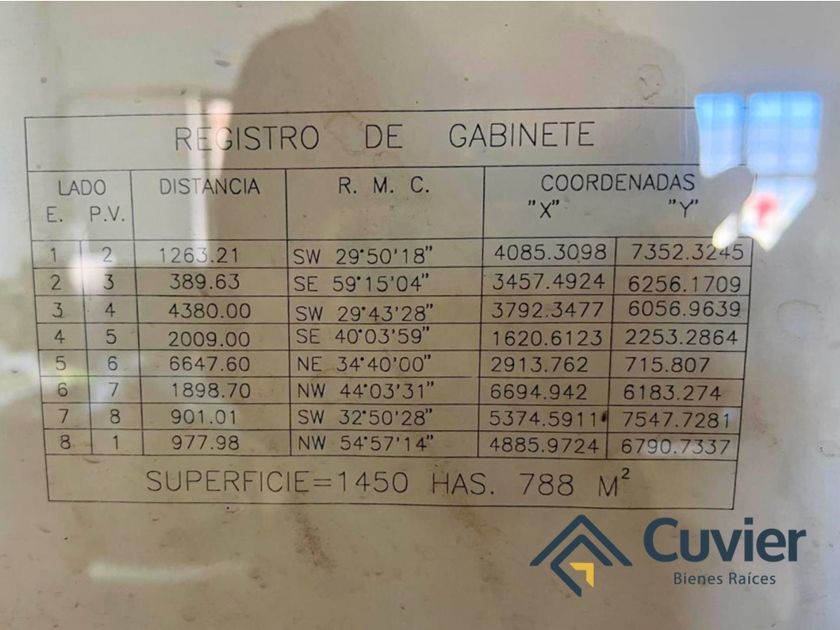 REGISTRO DE GABINETE
LADO DISTANCIA R. M. C. COORDENADAS
E. P.V. "X" "Y"
1 2 1263.21 SW 29°50'18" 4085.3098 7352.3245
2 3 389.63 SE 59°15'04" 3457.4924 6256.1709
3 4 4380.00 SW 29°43'28" 3792.3477 6056.9639
4 5 2009.00 SE 40°03'59" 1620.6123 2253.2864
5 6 6647.60 NE 34°40'00" 2913.762 715.807
6 7 1898.70 NW 44°03'31" 6694.942 6183.274
7 8 901.01 SW 32°50'28" 5374.5911 7547.7281
8 1 977.98 NW 54°57'14" 4885.9724 6790.7337
SUPERFICIE=1450 HAS. 788 M²
Cuvier
Bienes Raíces